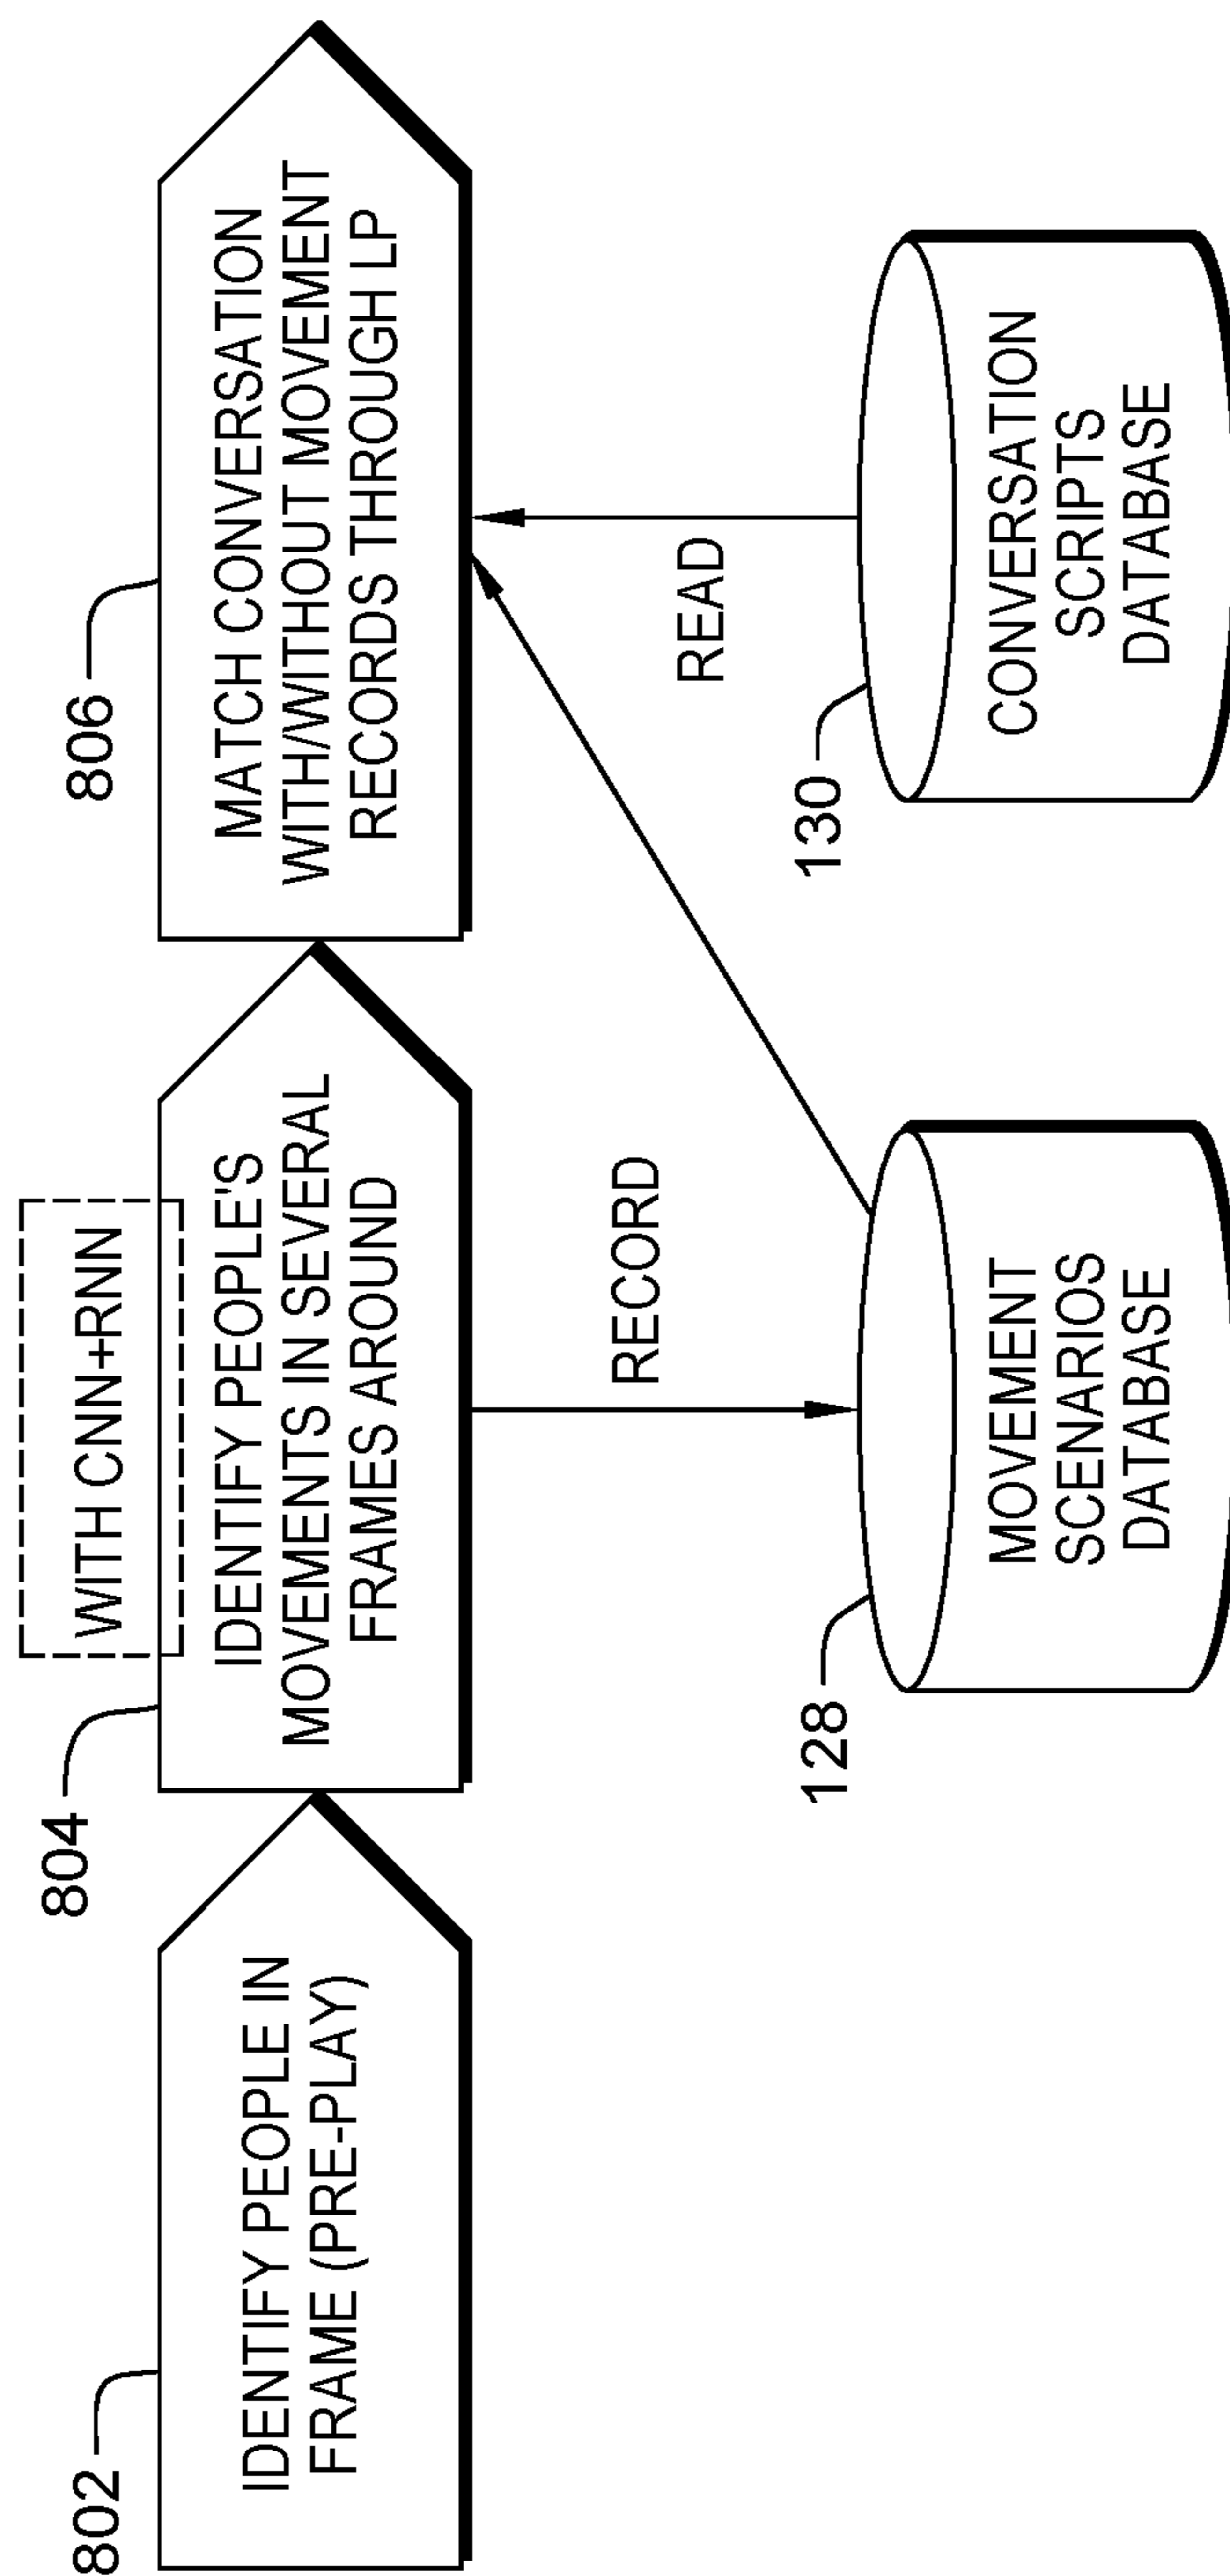 802
IDENTIFY PEOPLE IN
FRAME (PRE-PLAY)
804
WITH CNN+RNN
IDENTIFY PEOPLE'S
MOVEMENTS IN SEVERAL
FRAMES AROUND
806
MATCH CONVERSATION
WITH/WITHOUT MOVEMENT
RECORDS THROUGH LP
RECORD
READ
128
MOVEMENT
SCENARIOS
DATABASE
130
CONVERSATION
SCRIPTS
DATABASE